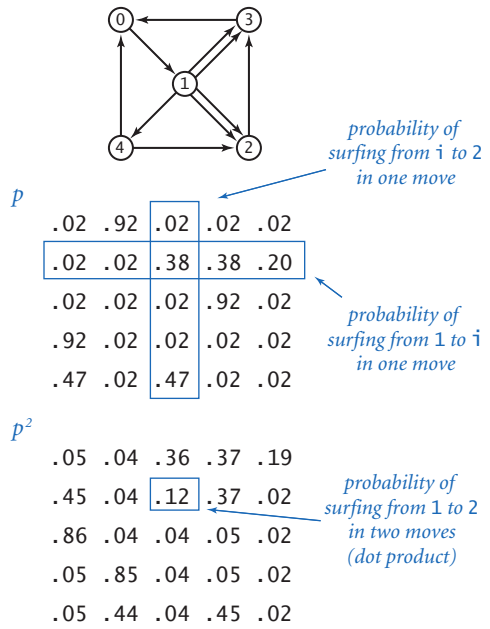 0
3
1
4
2
probability of
surfing from i to 2
in one move
p
.02 .92 .02 .02 .02
.02 .02 .38 .38 .20
.02 .02 .02 .92 .02
.92 .02 .02 .02 .02
.47 .02 .47 .02 .02
probability of
surfing from 1 to i
in one move
p²
.05 .04 .36 .37 .19
.45 .04 .12 .37 .02
.86 .04 .04 .05 .02
.05 .85 .04 .05 .02
.05 .44 .04 .45 .02
probability of
surfing from 1 to 2
in two moves
(dot product)